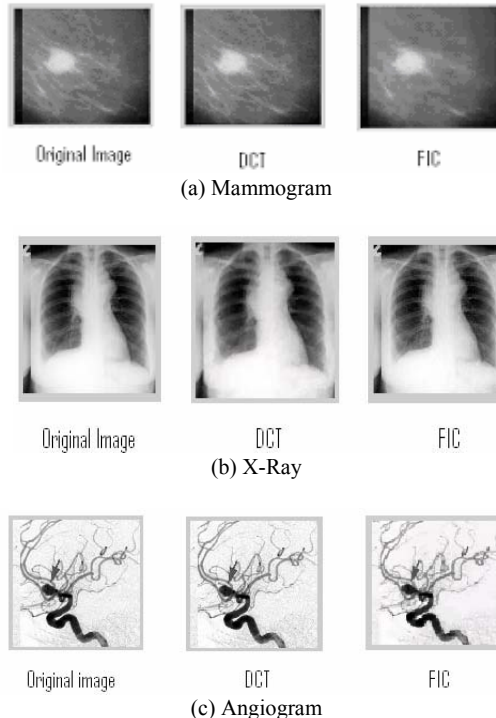 Original Image DCT FIC
(a) Mammogram
Original Image DCT FIC
(b) X-Ray
Original image DCT FIC
(c) Angiogram